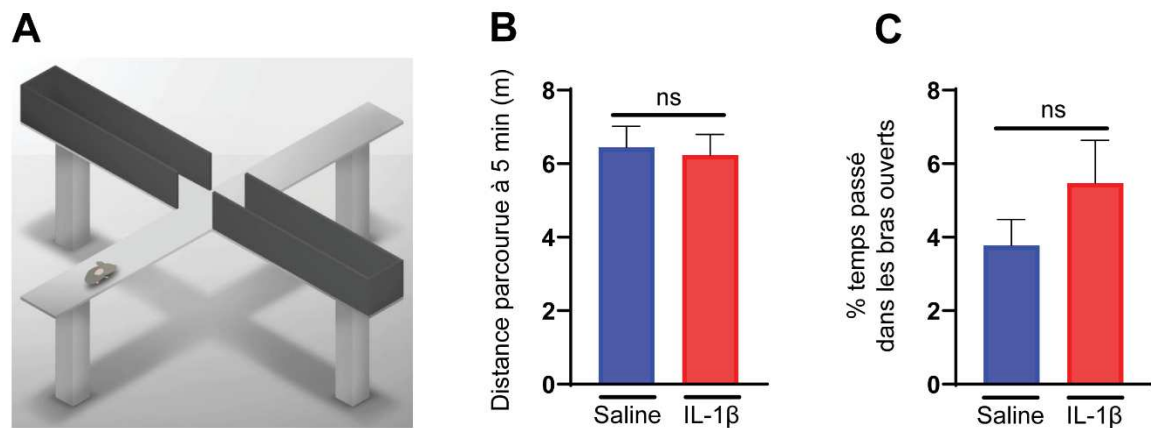 A
B
Distance parcourue à 5 min (m)
8
6
4
2
0
ns
Saline
IL-1β
C
% temps passé
dans les bras ouverts
8
6
4
2
0
ns
Saline
IL-1β